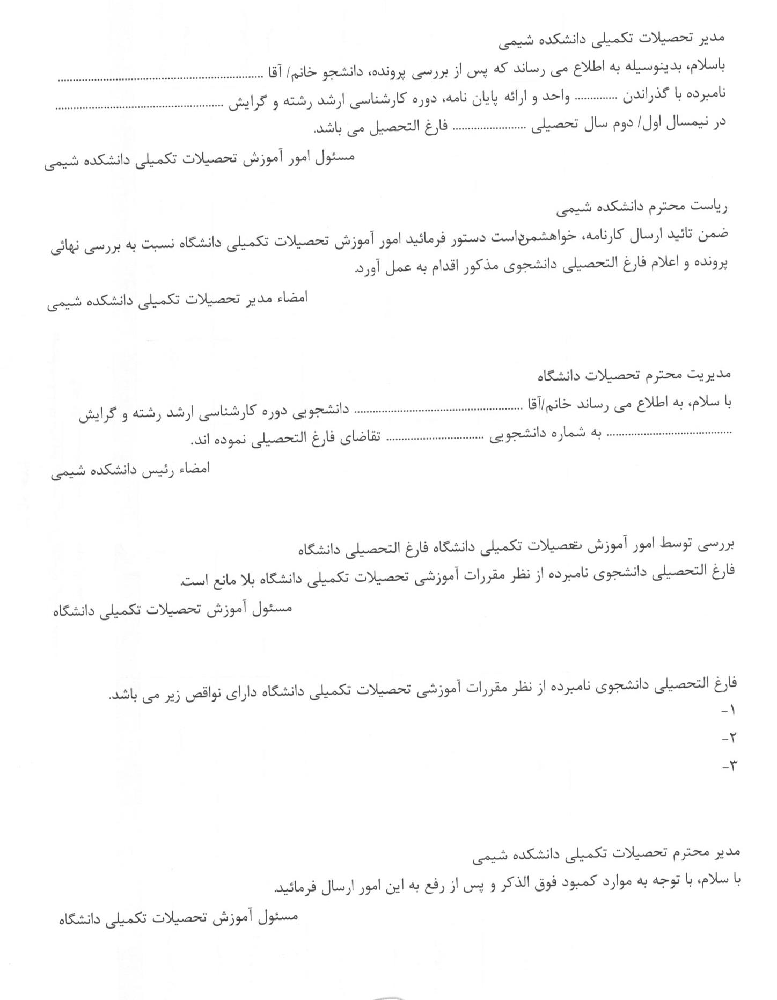 مدیر تحصیلات تکمیلی دانشکده شیمی
باسلام، بدینوسیله به اطلاع می رساند که پس از بررسی پرونده، دانشجو خانم/ آقا ....................................................................
نامبرده با گذراندن .............. واحد و ارائه پایان نامه، دوره کارشناسی ارشد رشته و گرایش .......................................................
در نیمسال اول/ دوم سال تحصیلی ........................ فارغ التحصیل می باشد.
مسئول امور آموزش تحصیلات تکمیلی دانشکده شیمی
ریاست محترم دانشکده شیمی
ضمن تائید ارسال کارنامه، خواهشمنداست دستور فرمائید امور آموزش تحصیلات تکمیلی دانشگاه نسبت به بررسی نهائی
پرونده و اعلام فارغ التحصیلی دانشجوی مذکور اقدام به عمل آورد.
امضاء مدیر تحصیلات تکمیلی دانشکده شیمی
مدیریت محترم تحصیلات دانشگاه
با سلام، به اطلاع می رساند خانم/آقا ....................................................... دانشجویی دوره کارشناسی ارشد رشته و گرایش
......................................... به شماره دانشجویی ................................ تقاضای فارغ التحصیلی نموده اند.
امضاء رئیس دانشکده شیمی
بررسی توسط امور آموزش تحصیلات تکمیلی دانشگاه فارغ التحصیلی دانشگاه
فارغ التحصیلی دانشجوی نامبرده از نظر مقررات آموزشی تحصیلات تکمیلی دانشگاه بلا مانع است.
مسئول آموزش تحصیلات تکمیلی دانشگاه
فارغ التحصیلی دانشجوی نامبرده از نظر مقررات آموزشی تحصیلات تکمیلی دانشگاه دارای نواقص زیر می باشد.
۱-
۲-
۳-
مدیر محترم تحصیلات تکمیلی دانشکده شیمی
با سلام، با توجه به موارد کمبود فوق الذکر و پس از رفع به این امور ارسال فرمائید.
مسئول آموزش تحصیلات تکمیلی دانشگاه